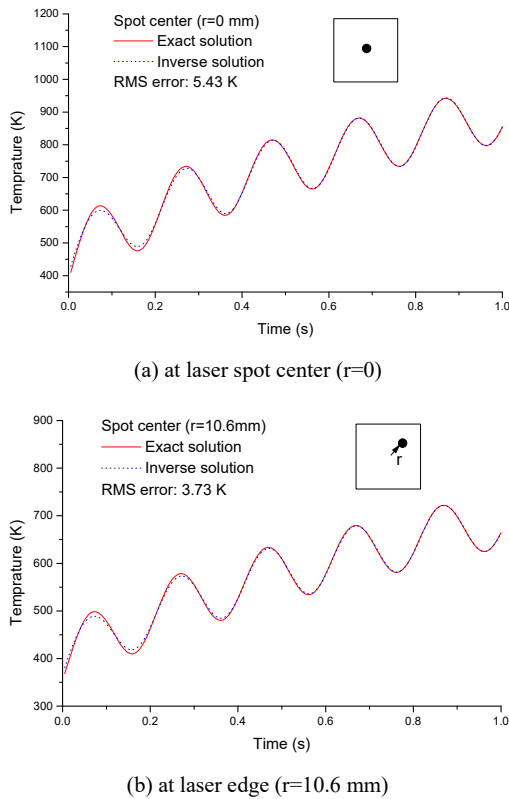 Spot center (r=0 mm)
Exact solution
Inverse solution
RMS error: 5.43 K
1200
1100
1000
900
800
700
600
500
400
Temprature (K)
0.0 0.2 0.4 0.6 0.8 1.0
Time (s)
(a) at laser spot center (r=0)
Spot center (r=10.6mm)
Exact solution
Inverse solution
RMS error: 3.73 K
r
900
800
700
600
500
400
300
Temprature (K)
0.0 0.2 0.4 0.6 0.8 1.0
Time (s)
(b) at laser edge (r=10.6 mm)